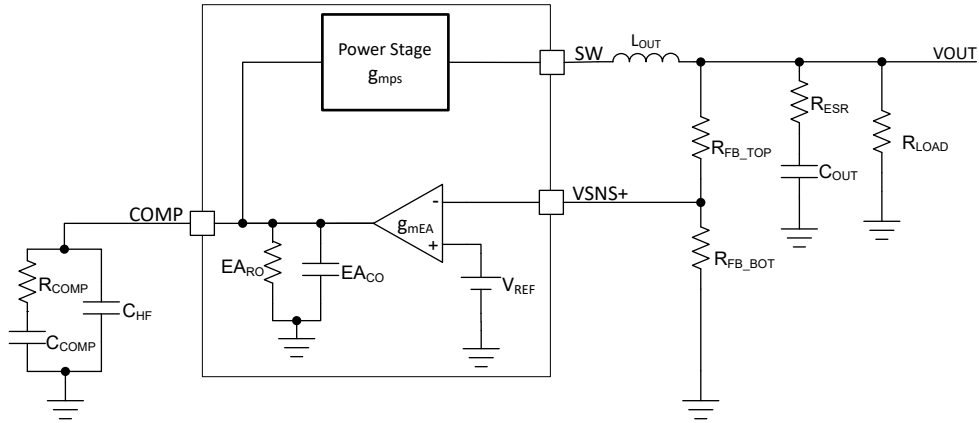 Power Stage
gmps
SW
LOUT
VOUT
RFB_TOP
RESR
COUT
RLOAD
COMP
VSNS+
-
gmEA
+
RFB_BOT
EARO
EACO
VREF
RCOMP
CHF
CCOMP